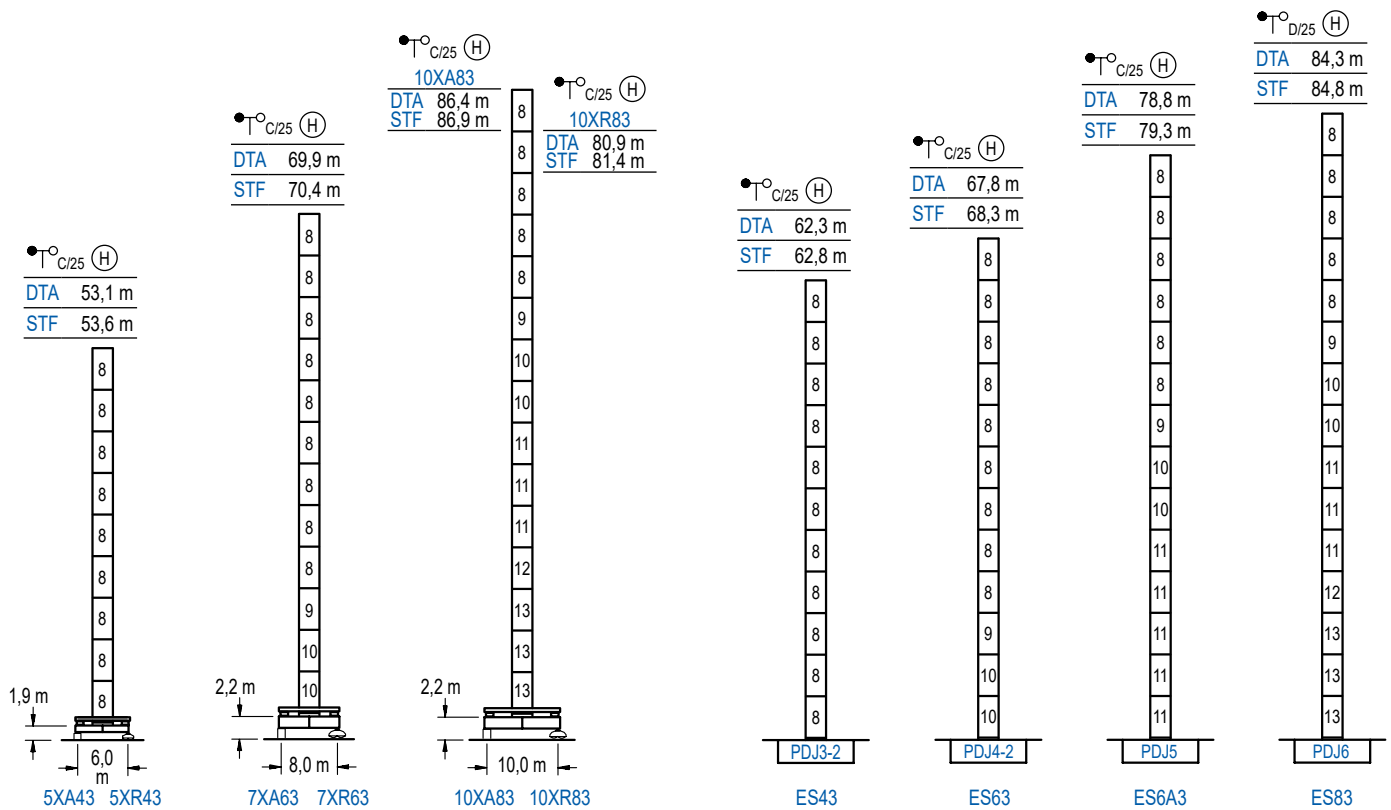 C/25 H
DTA 53,1 m
STF 53,6 m
8
8
8
8
8
8
8
8
8
1,9 m
6,0
m
5XA43 5XR43
C/25 H
DTA 69,9 m
STF 70,4 m
8
8
8
8
8
8
8
8
8
9
10
10
2,2 m
8,0 m
7XA63 7XR63
C/25 H
10XA83
DTA 86,4 m
STF 86,9 m
C/25 H
10XR83
DTA 80,9 m
STF 81,4 m
8
8
8
8
8
9
10
10
11
11
11
12
13
13
13
2,2 m
10,0 m
10XA83 10XR83
C/25 H
DTA 62,3 m
STF 62,8 m
8
8
8
8
8
8
8
8
8
8
8
PDJ3-2
ES43
C/25 H
DTA 67,8 m
STF 68,3 m
8
8
8
8
8
8
8
8
8
9
10
10
PDJ4-2
ES63
C/25 H
DTA 78,8 m
STF 79,3 m
8
8
8
8
8
8
9
10
10
11
11
11
11
11
PDJ5
ES6A3
D/25 H
DTA 84,3 m
STF 84,8 m
8
8
8
8
8
9
10
10
11
11
11
12
13
13
13
PDJ6
ES83